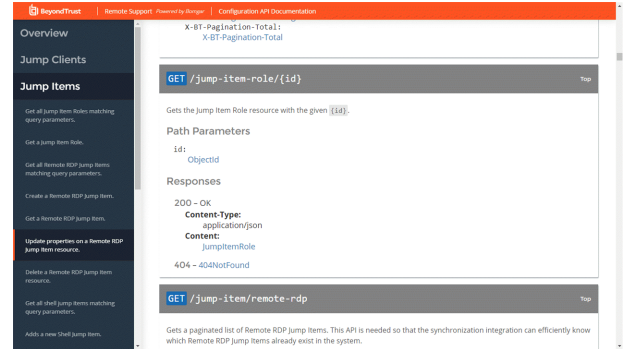 BeyondTrust
Remote Support Powered by Bomgar
Configuration API Documentation
Overview
Jump Clients
Jump Items
Get all Jump Item Roles matching
query parameters.
Get a Jump Item Role.
Get all Remote RDP Jump Items
matching query parameters.
Create a Remote RDP Jump Item.
Get a Remote RDP Jump Item.
Update properties on a Remote RDP
Jump Item resource.
Delete a Remote RDP Jump Item
resource.
Get all shell jump items matching
query parameters.
Adds a new Shell Jump Item.
X-BT-Pagination-Total:
X-BT-Pagination-Total
GET /jump-item-role/{id}
Top
Gets the Jump Item Role resource with the given {id}.
Path Parameters
id:
ObjectId
Responses
200 – OK
Content-Type:
application/json
Content:
JumpItemRole
404 – 404NotFound
GET /jump-item/remote-rdp
Top
Gets a paginated list of Remote RDP Jump Items. This API is needed so that the synchronization integration can efficiently know
which Remote RDP Jump Items already exist in the system.